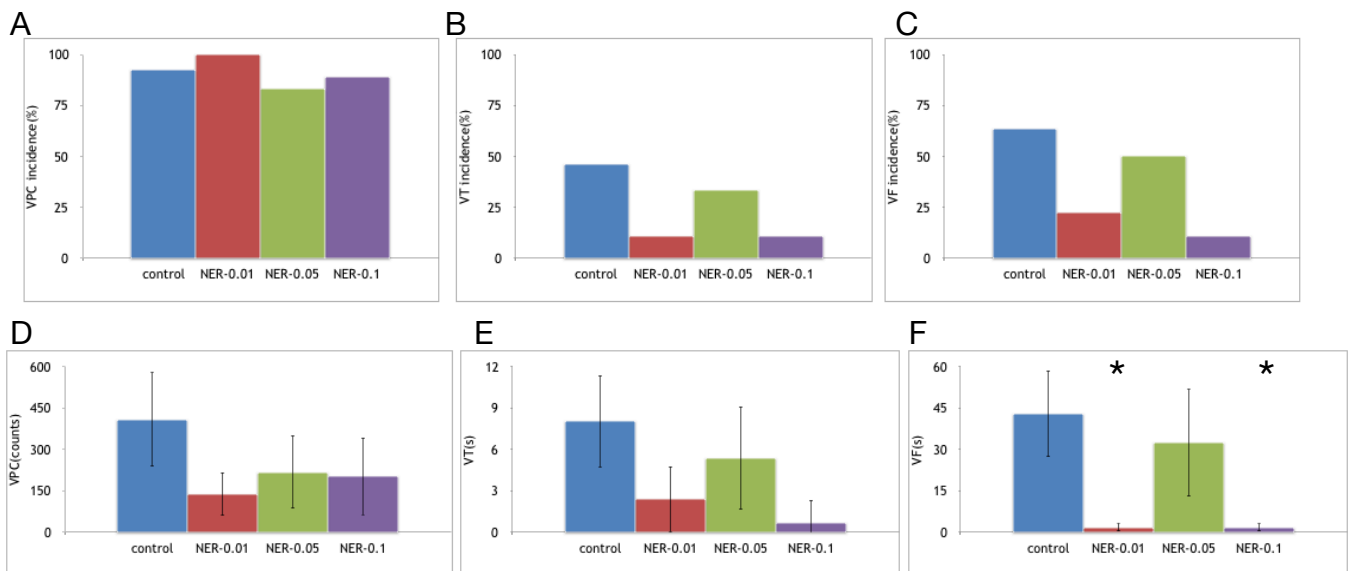 A
VPC incidence(%)
100
75
50
25
0
control NER-0.01 NER-0.05 NER-0.1
B
VT incidence(%)
100
75
50
25
0
control NER-0.01 NER-0.05 NER-0.1
C
VF incidence(%)
100
75
50
25
0
control NER-0.01 NER-0.05 NER-0.1
D
VPC(counts)
600
450
300
150
0
control NER-0.01 NER-0.05 NER-0.1
E
VT(s)
12
9
6
3
0
control NER-0.01 NER-0.05 NER-0.1
F
VF(s)
60
45
30
15
0
* *
control NER-0.01 NER-0.05 NER-0.1